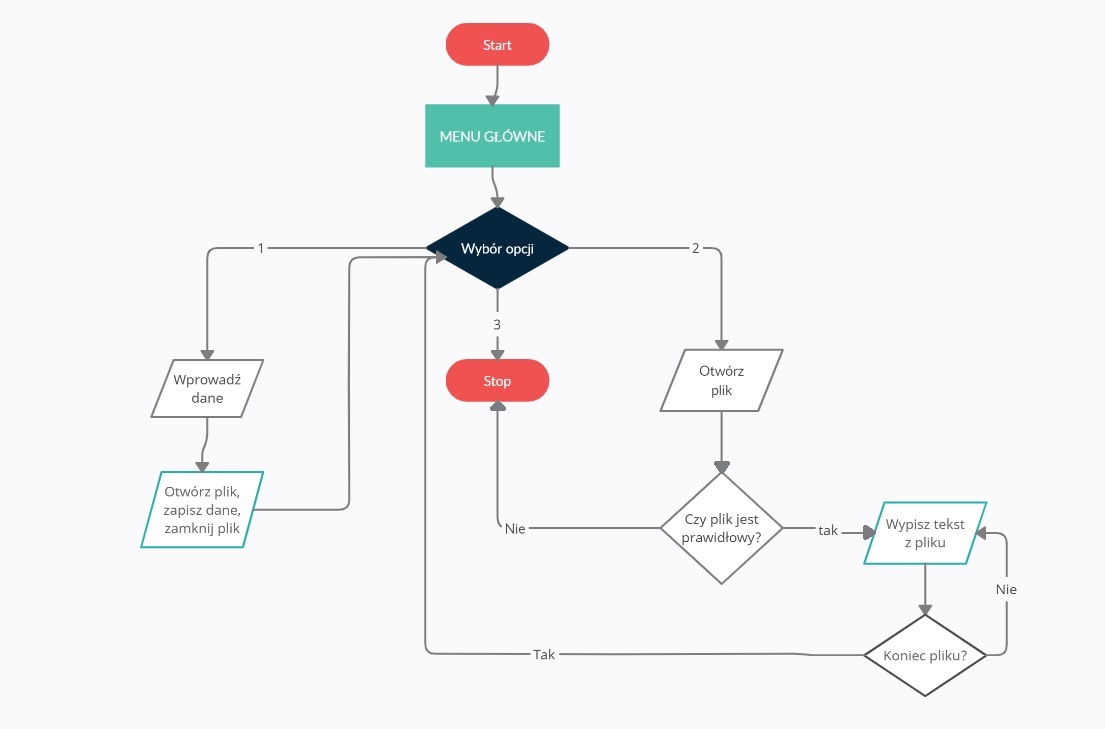 Start
MENU GŁÓWNE
Wybór opcji
1
2
3
Wprowadź
dane
Stop
Otwórz
plik
Otwórz plik,
zapisz dane,
zamknij plik
Czy plik jest
prawidłowy?
Nie
tak
Wypisz tekst
z pliku
Nie
Koniec pliku?
Tak